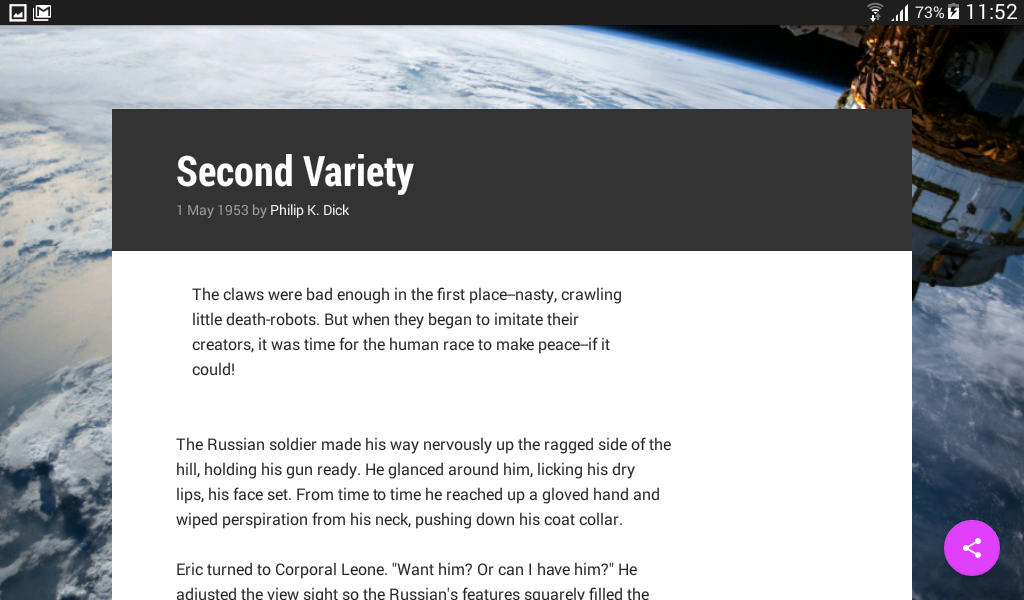 73% 11:52
Second Variety
1 May 1953 by Philip K. Dick
The claws were bad enough in the first place--nasty, crawling
little death-robots. But when they began to imitate their
creators, it was time for the human race to make peace--if it
could!
The Russian soldier made his way nervously up the ragged side of the
hill, holding his gun ready. He glanced around him, licking his dry
lips, his face set. From time to time he reached up a gloved hand and
wiped perspiration from his neck, pushing down his coat collar.
Eric turned to Corporal Leone. "Want him? Or can I have him?" He
adjusted the view sight so the Russian's features squarely filled the